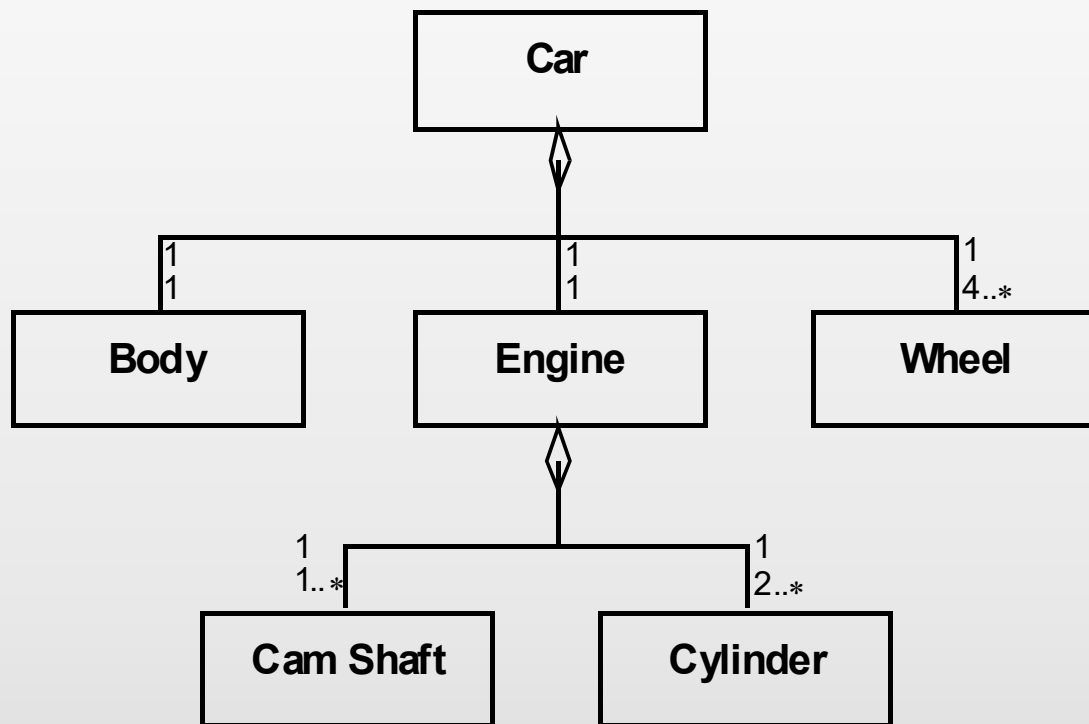 Car
1 1 1
1 1 4..*
Body Engine Wheel
1 1
1..* 2..*
Cam Shaft Cylinder